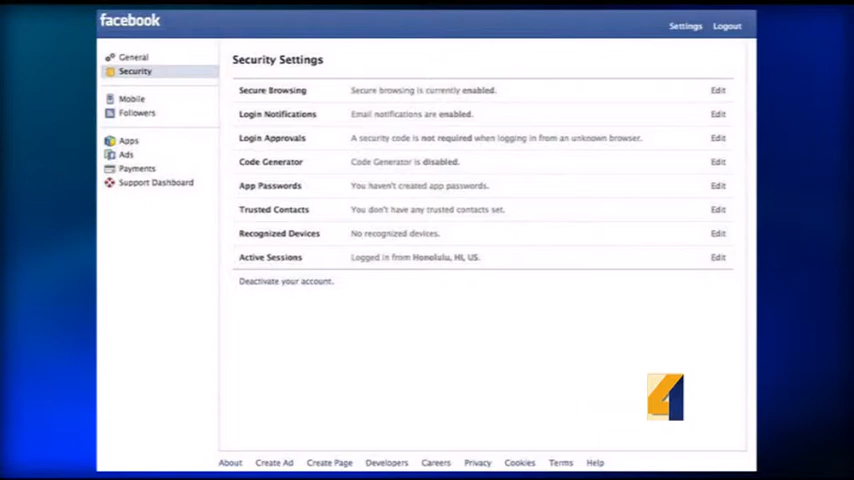 facebook
Settings Logout
General
Security
Mobile
Followers
Apps
Ads
Payments
Support Dashboard
Security Settings
Secure Browsing Secure browsing is currently enabled. Edit
Login Notifications Email notifications are enabled. Edit
Login Approvals A security code is not required when logging in from an unknown browser. Edit
Code Generator Code Generator is disabled. Edit
App Passwords You haven't created app passwords. Edit
Trusted Contacts You don't have any trusted contacts set. Edit
Recognized Devices No recognized devices. Edit
Active Sessions Logged in from Honolulu, HI, US. Edit
Deactivate your account.
4
About Create Ad Create Page Developers Careers Privacy Cookies Terms Help